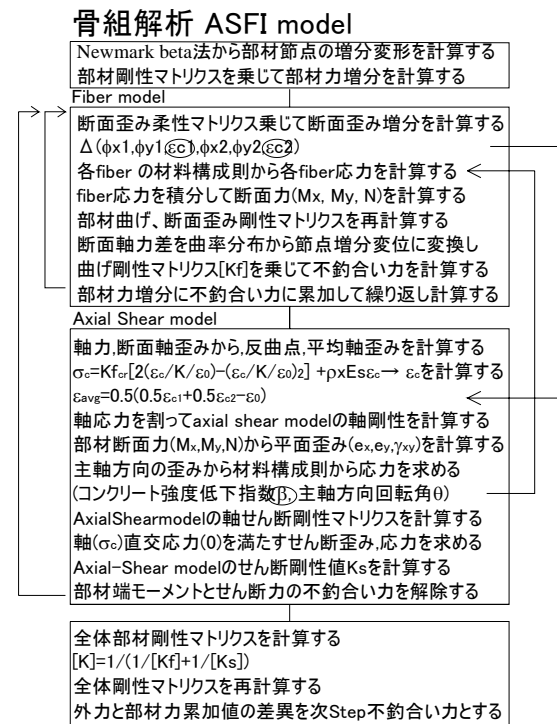 骨組解析 ASFI model
Newmark beta法から部材節点の増分変形を計算する
部材剛性マトリクスを乗じて部材力増分を計算する
Fiber model
断面歪み柔性マトリクス乗じて断面歪み増分を計算する
Δ(ϕx1,ϕy1,εc1),ϕx2,ϕy2,εc2)
各fiber の材料構成則から各fiber応力を計算する
fiber応力を積分して断面力(Mx, My, N)を計算する
部材曲げ、断面歪み剛性マトリクスを再計算する
断面軸力差を曲率分布から節点増分変位に変換し
曲げ剛性マトリクス[Kf]を乗じて不釣合い力を計算する
部材力増分に不釣合い力に累加して繰り返し計算する
Axial Shear model
軸力,断面軸歪みから,反曲点,平均軸歪みを計算する
σc=Kfcr[2(εc/K/ε0)-(εc/K/ε0)2] +ρxEsεc→ εcを計算する
εavg=0.5(0.5εc1+0.5εc2-ε0)
軸応力を割ってaxial shear modelの軸剛性を計算する
部材断面力(Mx,My,N)から平面歪み(ex,ey,γxy)を計算する
主軸方向の歪みから材料構成則から応力を求める
(コンクリート強度低下指数β,主軸方向回転角θ)
AxialShearmodelの軸せん断剛性マトリクスを計算する
軸(σc)直交応力(0)を満たすせん断歪み,応力を求める
Axial-Shear modelのせん断剛性値Ksを計算する
部材端モーメントとせん断力の不釣合い力を解除する
全体部材剛性マトリクスを計算する
[K]=1/(1/[Kf]+1/[Ks])
全体剛性マトリクスを再計算する
外力と部材力累加値の差異を次Step不釣合い力とする